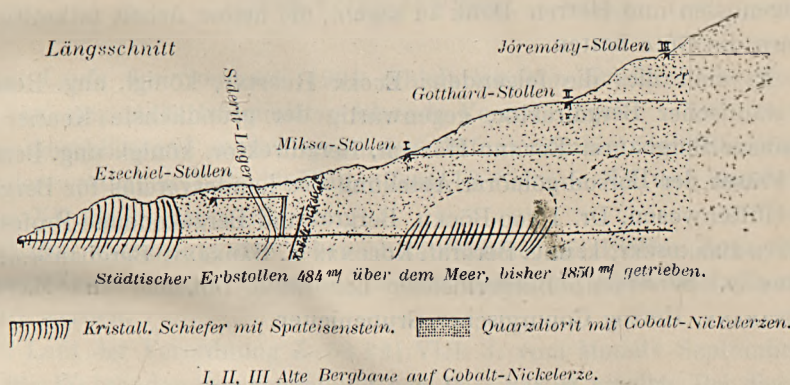 Längsschnitt
Jóremény-Stollen III
Gotthárd-Stollen II
Miksa-Stollen I
Ezechiel-Stollen
Siderit-Lager
Städtischer Erbstollen 484 m/ über dem Meer, bisher 1850 m/ getrieben.
Kristall. Schiefer mit Spateisenstein. Quarzdiorit mit Cobalt-Nickelerzen.
I, II, III Alte Bergbaue auf Cobalt-Nickelerze.